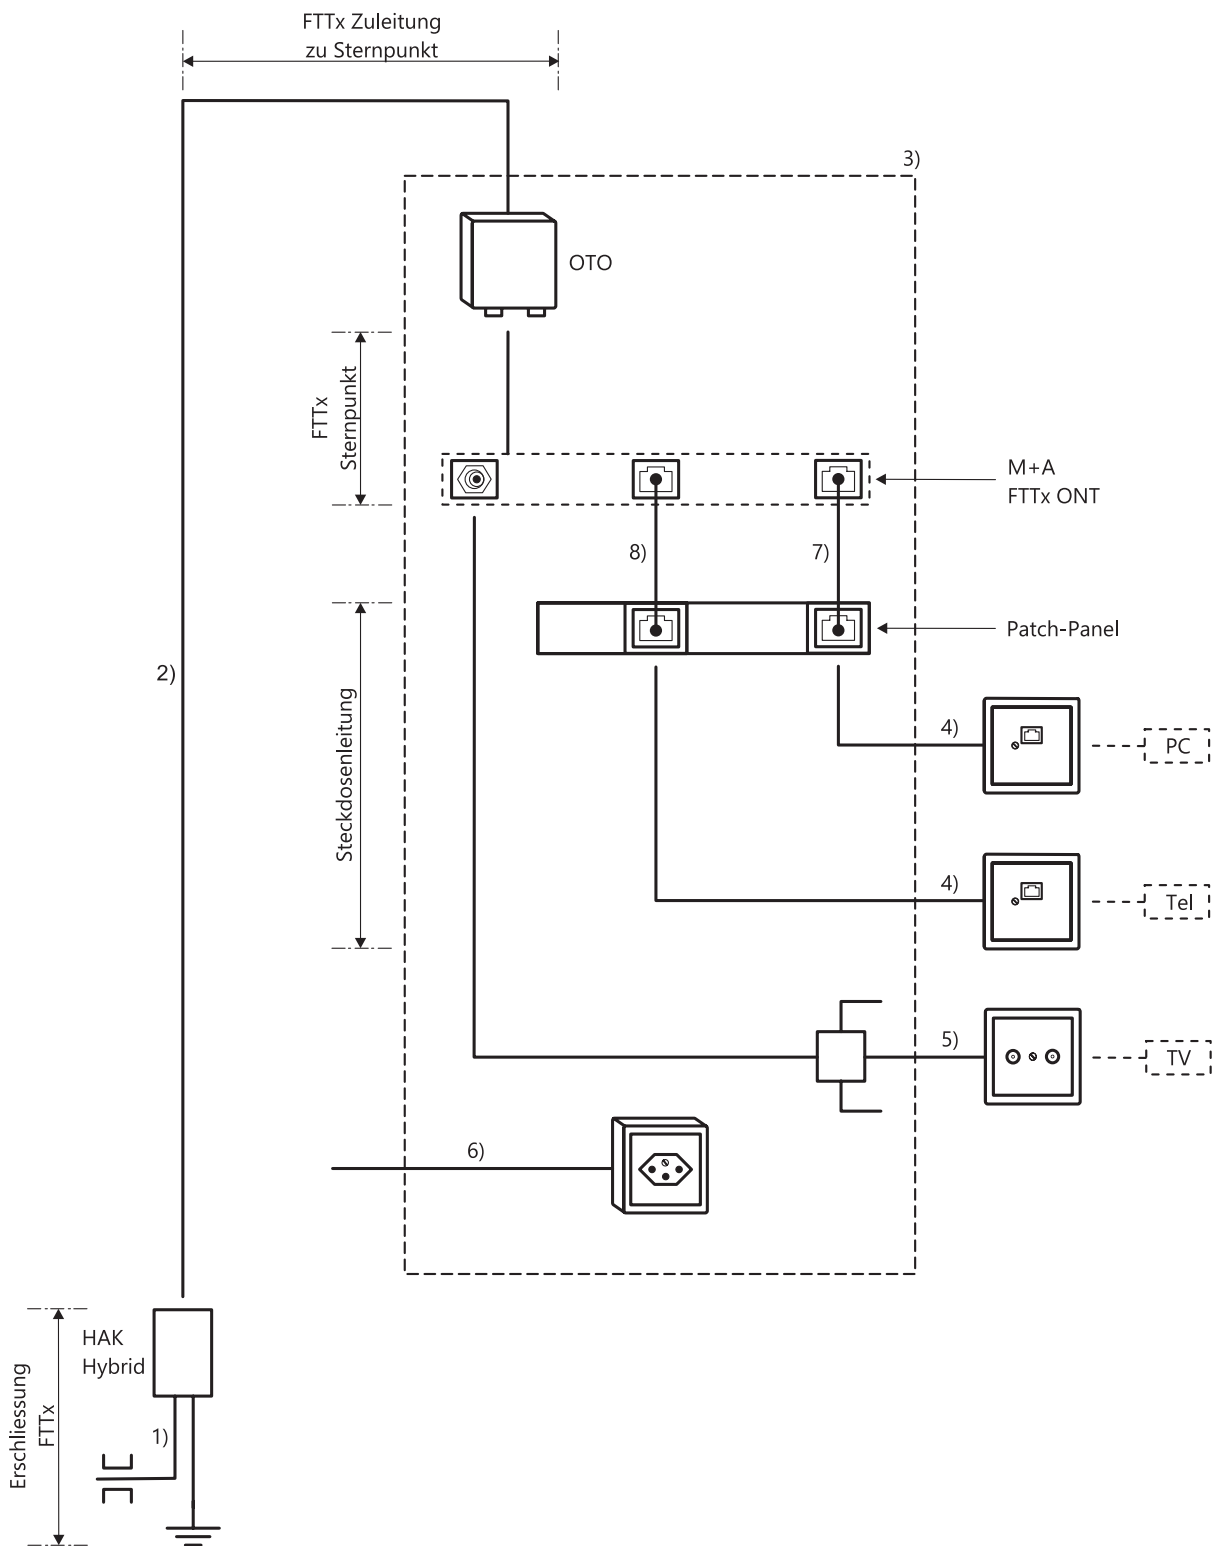 FTTx Zuleitung
zu Sternpunkt
3)
OTO
FTTx
Sternpunkt
M+A
FTTx ONT
8)
7)
Patch-Panel
2)
Steckdosenleitung
4)
PC
4)
Tel
5)
TV
6)
HAK
Hybrid
Erschliessung
FTTx
1)